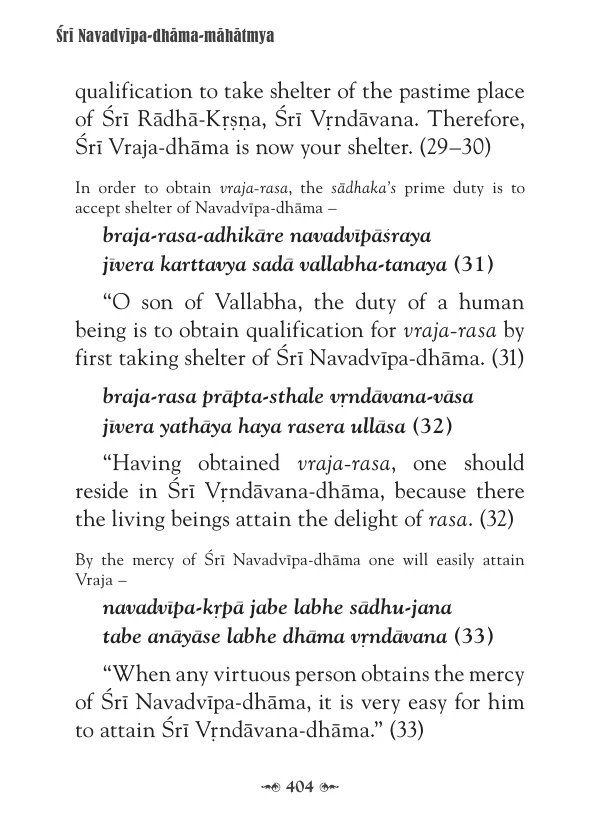 Śrī Navadvīpa-dhāma-māhātmya
qualification to take shelter of the pastime place
of Śrī Rādhā-Kṛṣṇa, Śrī Vṛndāvana. Therefore,
Śrī Vraja-dhāma is now your shelter. (29–30)
In order to obtain vraja-rasa, the sādhaka’s prime duty is to
accept shelter of Navadvīpa-dhāma –
braja-rasa-adhikāre navadvīpāśraya
jīvera karttavya sadā vallabha-tanaya (31)
“O son of Vallabha, the duty of a human
being is to obtain qualification for vraja-rasa by
first taking shelter of Śrī Navadvīpa-dhāma. (31)
braja-rasa prāpta-sthale vṛndāvana-vāsa
jīvera yathāya haya rasera ullāsa (32)
“Having obtained vraja-rasa, one should
reside in Śrī Vṛndāvana-dhāma, because there
the living beings attain the delight of rasa. (32)
By the mercy of Śrī Navadvīpa-dhāma one will easily attain
Vraja –
navadvīpa-kṛpā jabe labhe sādhu-jana
tabe anāyāse labhe dhāma vṛndāvana (33)
“When any virtuous person obtains the mercy
of Śrī Navadvīpa-dhāma, it is very easy for him
to attain Śrī Vṛndāvana-dhāma.” (33)
404